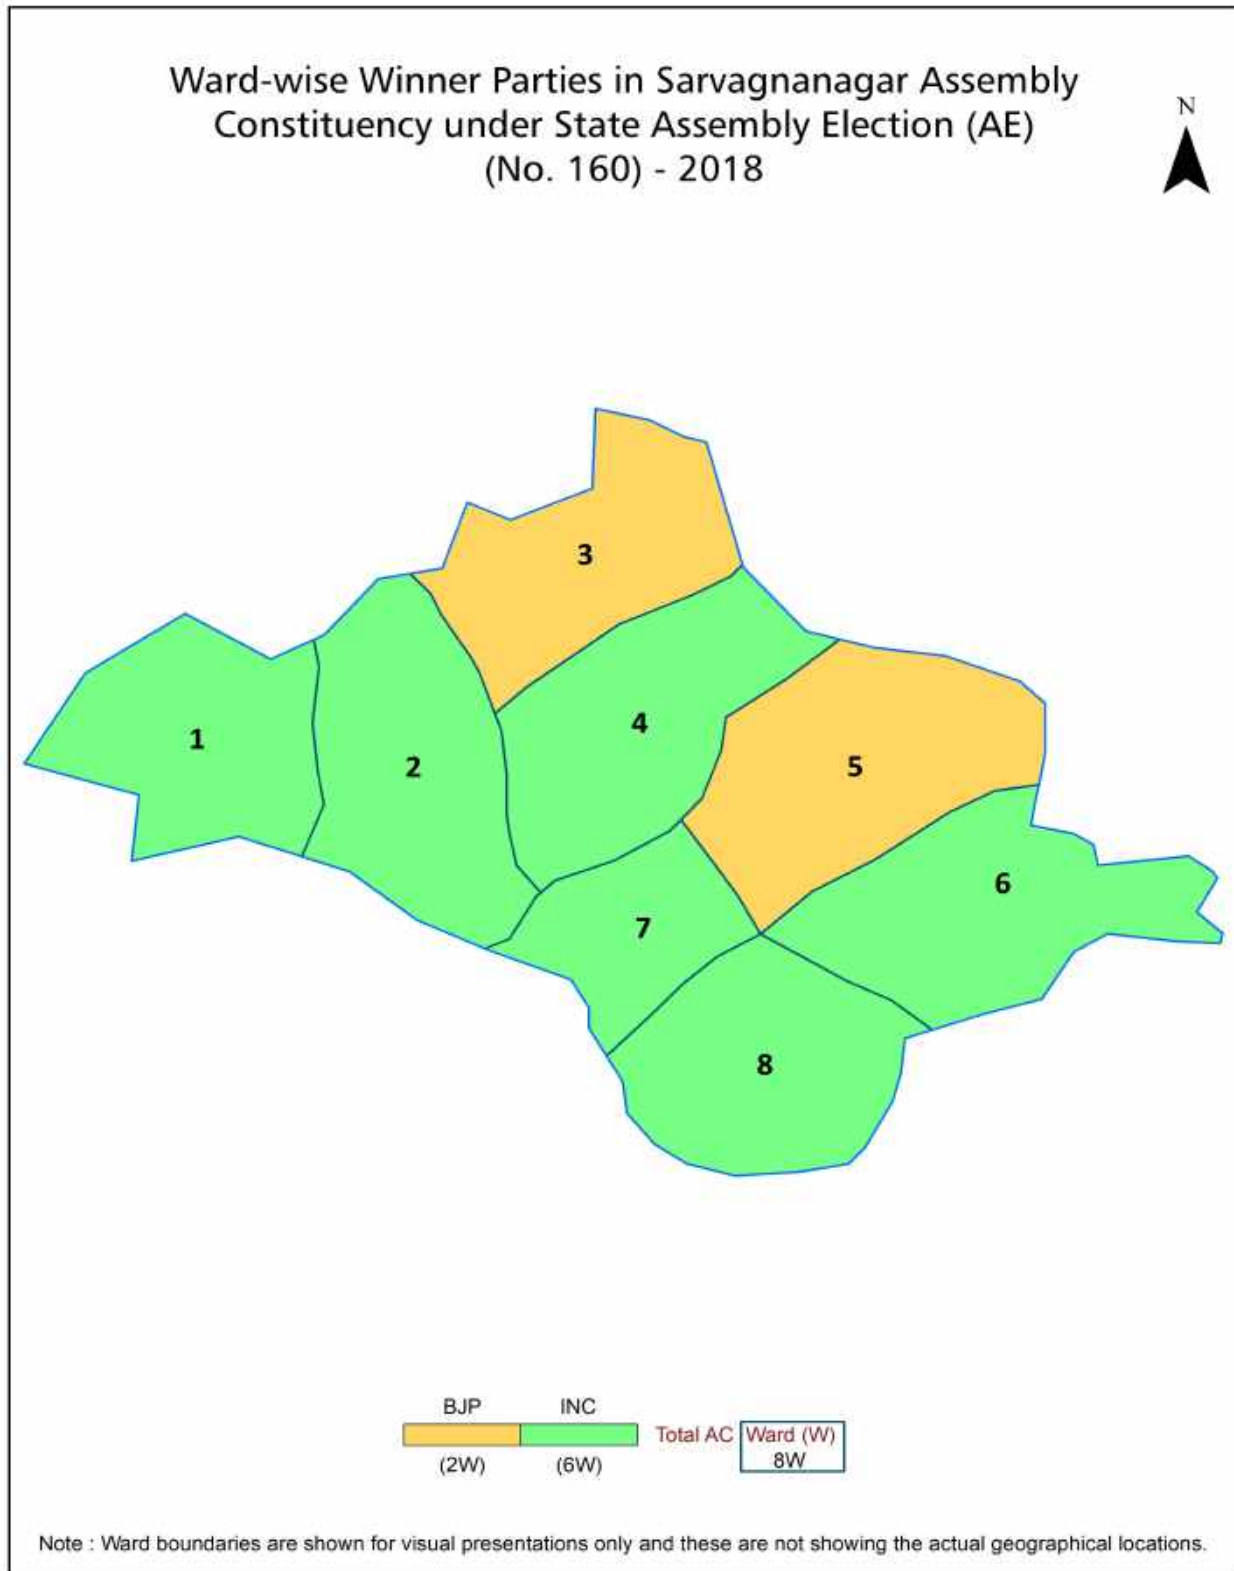 Ward-wise Winner Parties in Sarvagnanagar Assembly
Constituency under State Assembly Election (AE)
(No. 160) - 2018
N
3
1
2
4
5
6
7
8
BJP INC
Total AC Ward (W)
(2W) (6W) 8W
Note : Ward boundaries are shown for visual presentations only and these are not showing the actual geographical locations.